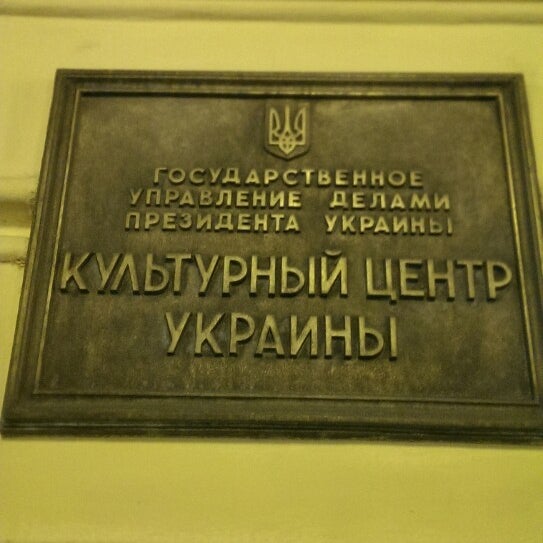 ГОСУДАРСТВЕННОЕ
УПРАВЛЕНИЕ ДЕЛАМИ
ПРЕЗИДЕНТА УКРАИНЫ
КУЛЬТУРНЫЙ ЦЕНТР
УКРАИНЫ